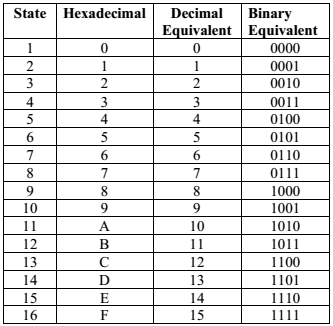 State Hexadecimal Decimal Equivalent Binary Equivalent
1 0 0 0000
2 1 1 0001
3 2 2 0010
4 3 3 0011
5 4 4 0100
6 5 5 0101
7 6 6 0110
8 7 7 0111
9 8 8 1000
10 9 9 1001
11 A 10 1010
12 B 11 1011
13 C 12 1100
14 D 13 1101
15 E 14 1110
16 F 15 1111